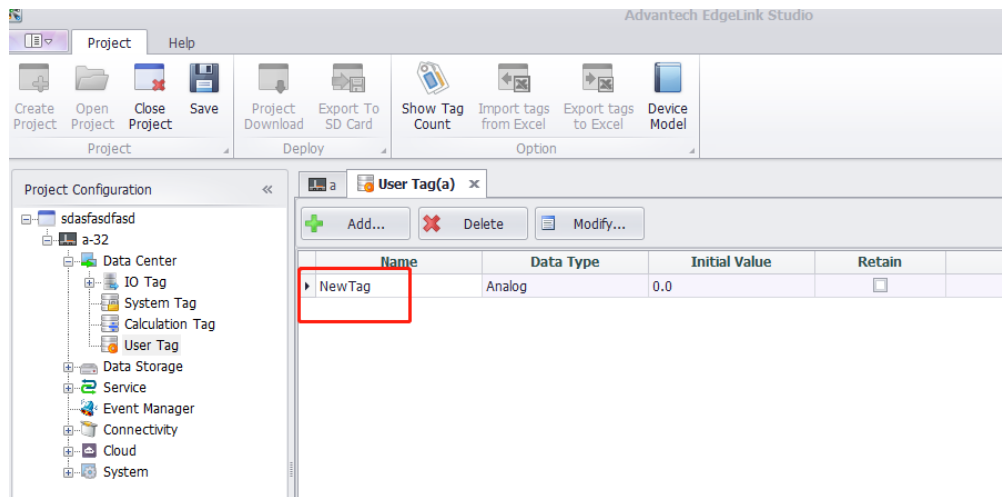 Advantech EdgeLink Studio
Project Help
Create Project
Open Project
Close Project
Save
Project Download
Export To SD Card
Show Tag Count
Import tags from Excel
Export tags to Excel
Device Model
Project
Deploy
Option
Project Configuration «
a User Tag(a) x
sdasfasdfasd
a-32
Data Center
IO Tag
System Tag
Calculation Tag
User Tag
Data Storage
Service
Event Manager
Connectivity
Cloud
System
Add... Delete Modify...
Name Data Type Initial Value Retain
NewTag Analog 0.0